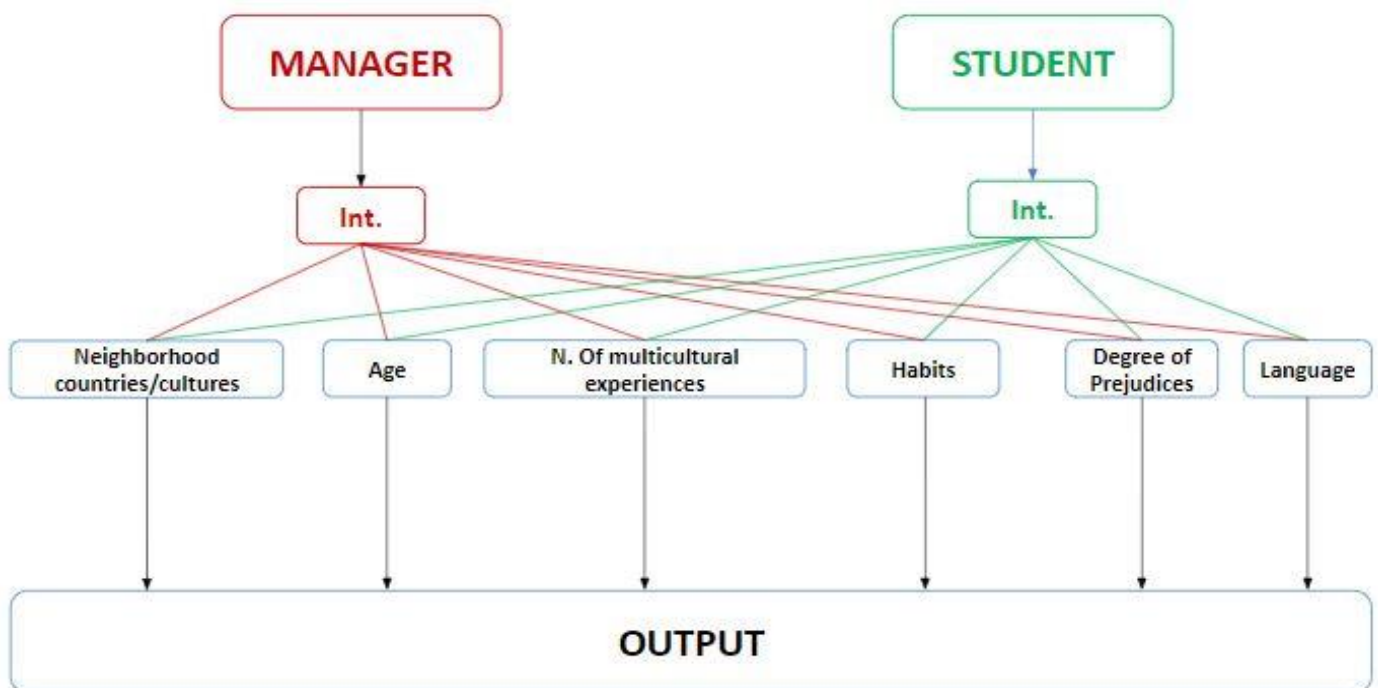 MANAGER
STUDENT
Int.
Int.
Neighborhood
countries/cultures
Age
N. Of multicultural
experiences
Habits
Degree of
Prejudices
Language
OUTPUT